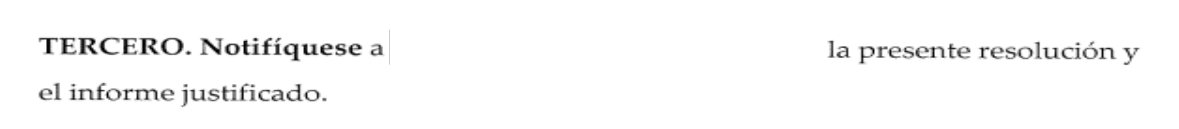 TERCERO. Notifíquese a la presente resolución y
el informe justificado.